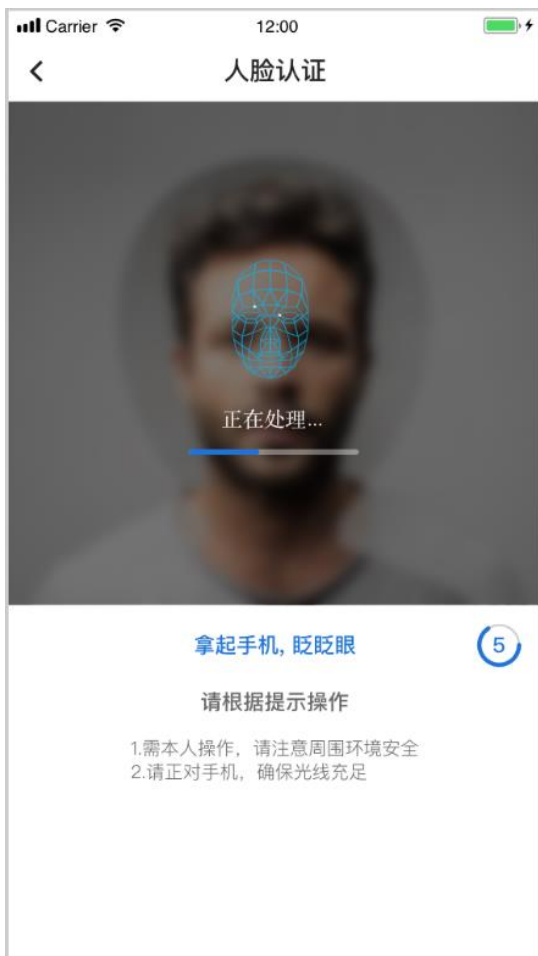 Carrier 12:00
人脸认证
正在处理...
拿起手机, 眨眨眼
5
请根据提示操作
1.需本人操作，请注意周围环境安全
2.请正对手机，确保光线充足